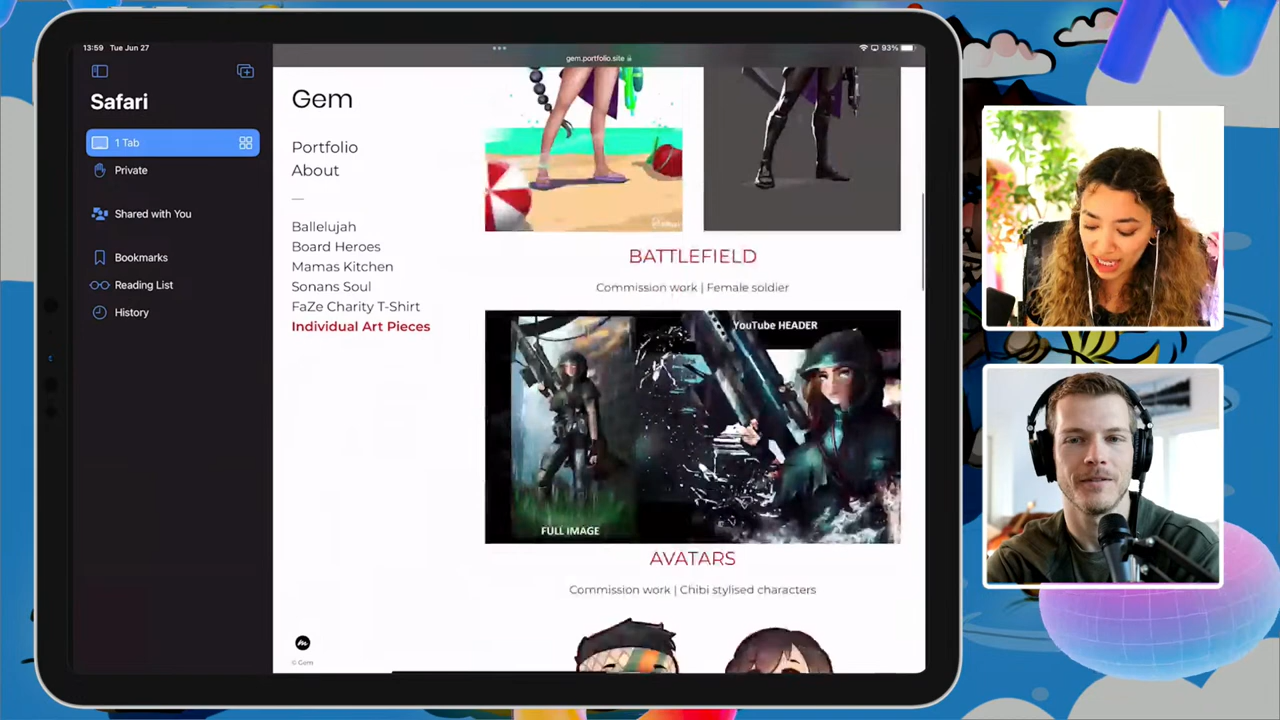 13:59 Tue Jun 27
93%
gem.portfolio.site
Safari
1 Tab
Private
Shared with You
Bookmarks
Reading List
History
Gem
Portfolio
About
Ballelujah
Board Heroes
Mamas Kitchen
Sonans Soul
FaZe Charity T-Shirt
Individual Art Pieces
© Gem
BATTLEFIELD
Commission work | Female soldier
YouTube HEADER
FULL IMAGE
AVATARS
Commission work | Chibi stylised characters